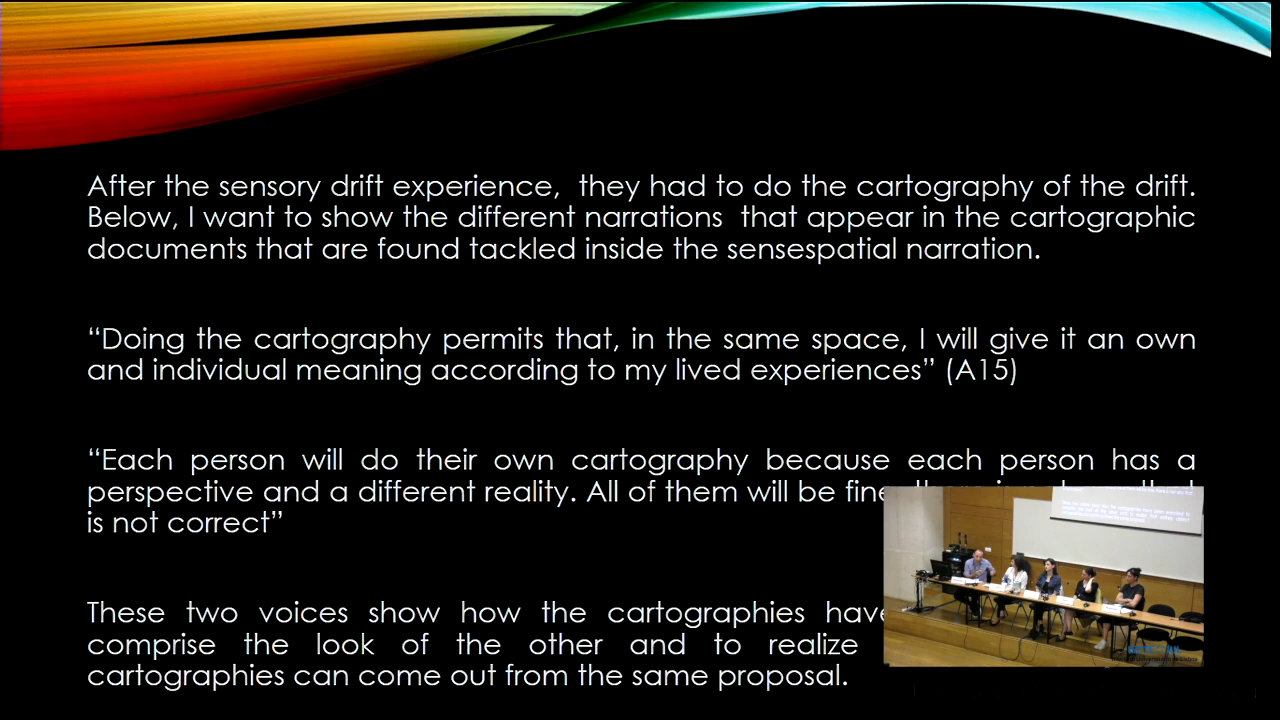 After the sensory drift experience, they had to do the cartography of the drift.
Below, I want to show the different narrations that appear in the cartographic
documents that are found tackled inside the sensespatial narration.
“Doing the cartography permits that, in the same space, I will give it an own
and individual meaning according to my lived experiences” (A15)
“Each person will do their own cartography because each person has a
perspective and a different reality. All of them will be fine
is not correct”
These two voices show how the cartographies have
comprise the look of the other and to realize
cartographies can come out from the same proposal.